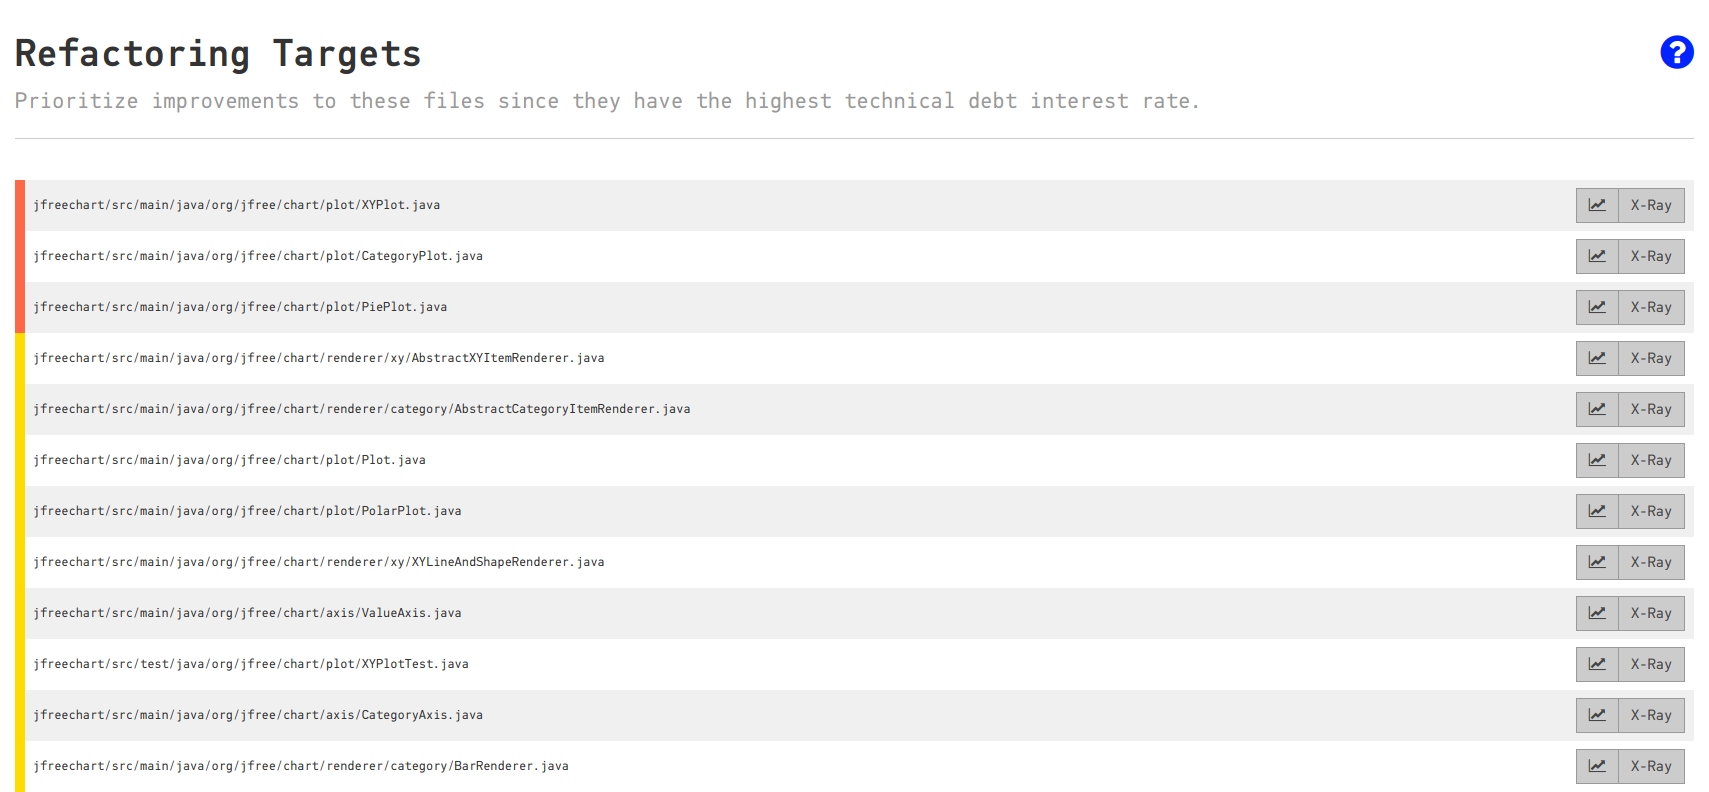 Refactoring Targets
?
Prioritize improvements to these files since they have the highest technical debt interest rate.
jfreechart/src/main/java/org/jfree/chart/plot/XYPlot.java X-Ray
jfreechart/src/main/java/org/jfree/chart/plot/CategoryPlot.java X-Ray
jfreechart/src/main/java/org/jfree/chart/plot/PiePlot.java X-Ray
jfreechart/src/main/java/org/jfree/chart/renderer/xy/AbstractXYItemRenderer.java X-Ray
jfreechart/src/main/java/org/jfree/chart/renderer/category/AbstractCategoryItemRenderer.java X-Ray
jfreechart/src/main/java/org/jfree/chart/plot/Plot.java X-Ray
jfreechart/src/main/java/org/jfree/chart/plot/PolarPlot.java X-Ray
jfreechart/src/main/java/org/jfree/chart/renderer/xy/XYLineAndShapeRenderer.java X-Ray
jfreechart/src/main/java/org/jfree/chart/axis/ValueAxis.java X-Ray
jfreechart/src/test/java/org/jfree/chart/plot/XYPlotTest.java X-Ray
jfreechart/src/main/java/org/jfree/chart/axis/CategoryAxis.java X-Ray
jfreechart/src/main/java/org/jfree/chart/renderer/category/BarRenderer.java X-Ray